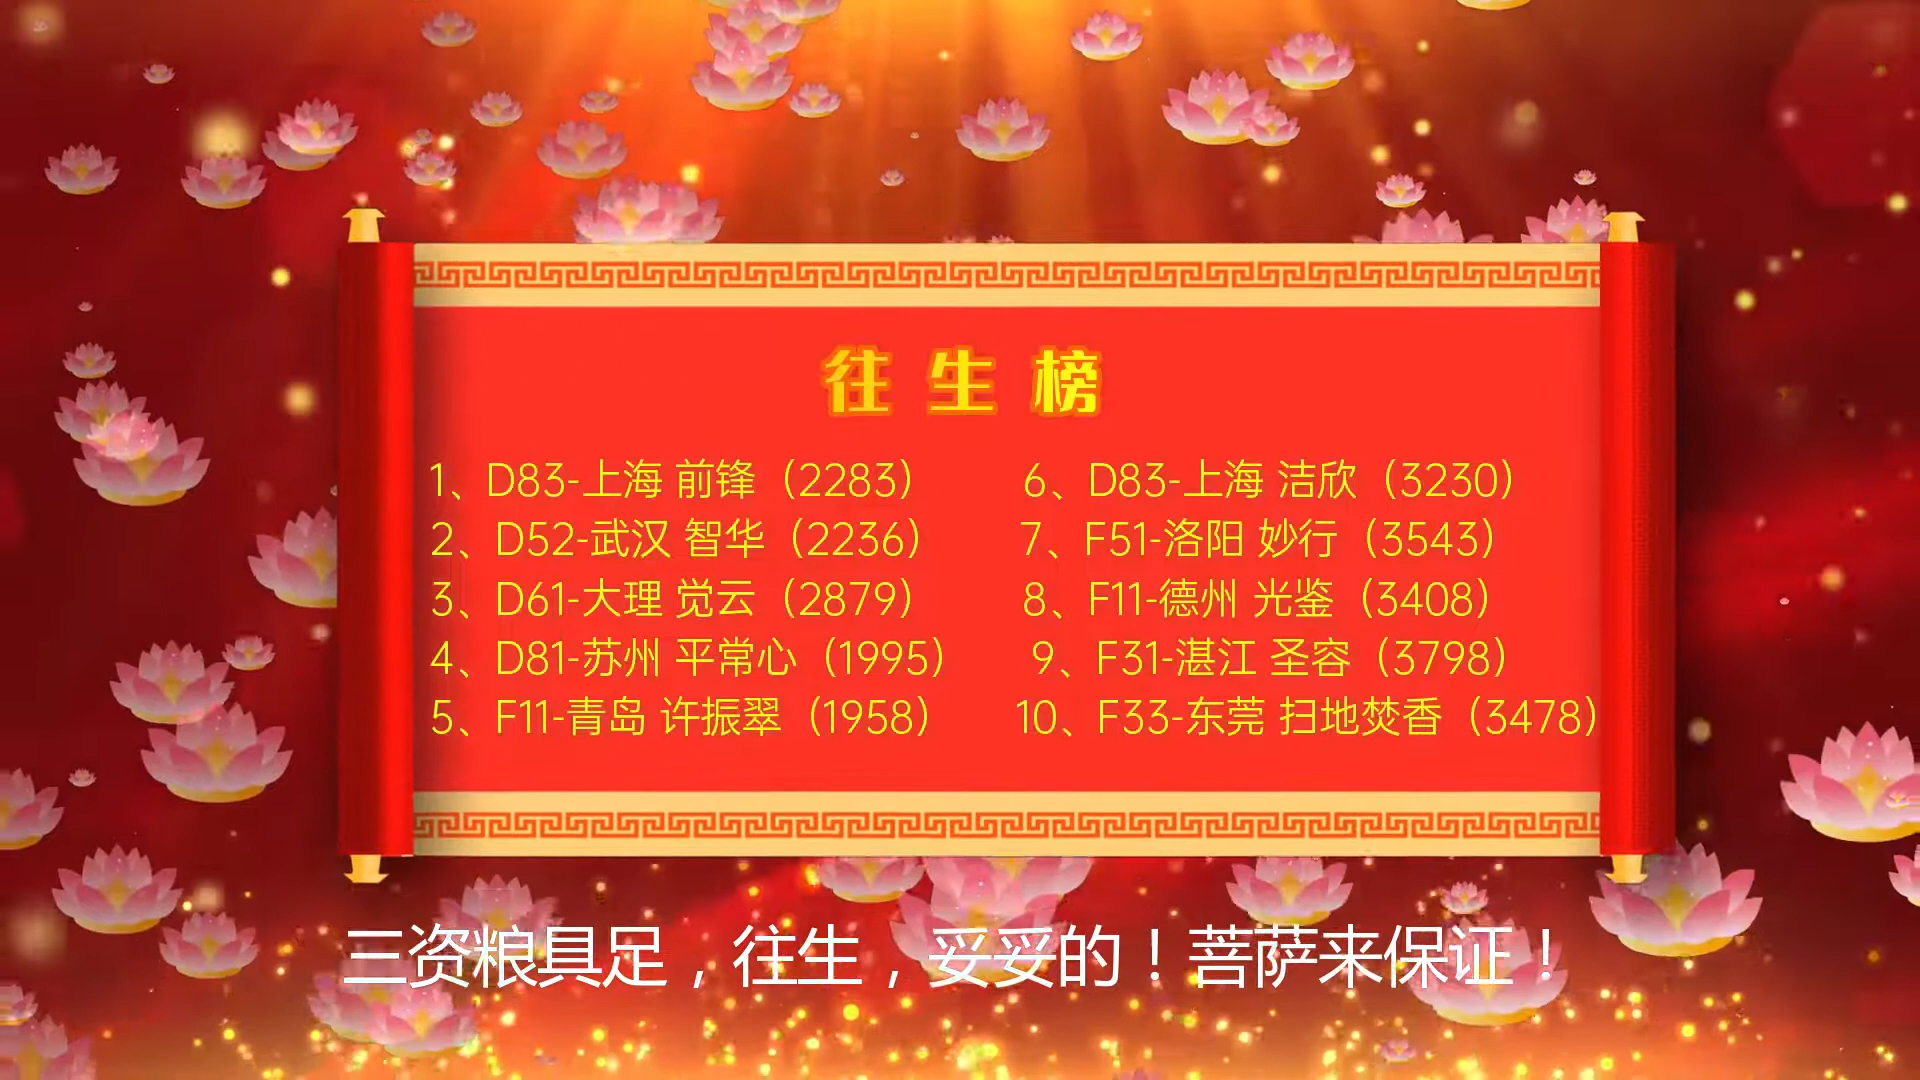 往生榜
1、D83-上海 前锋（2283）
2、D52-武汉 智华（2236）
3、D61-大理 觉云（2879）
4、D81-苏州 平常心（1995）
5、F11-青岛 许振翠（1958）
6、D83-上海 洁欣（3230）
7、F51-洛阳 妙行（3543）
8、F11-德州 光鉴（3408）
9、F31-湛江 圣容（3798）
10、F33-东莞 扫地焚香（3478）
三资粮具足，往生，妥妥的！菩萨来保证！